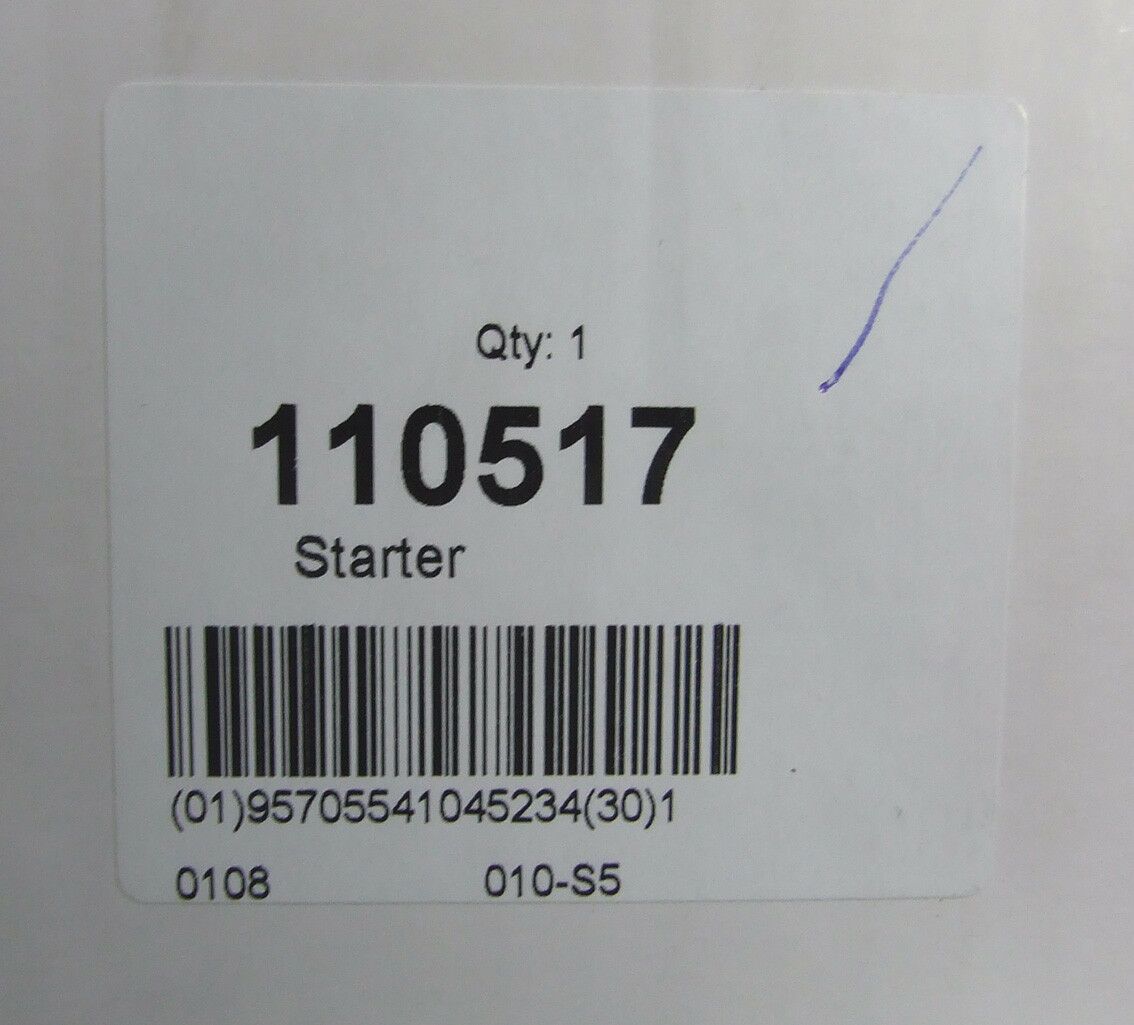 Qty: 1
110517
Starter
(01)95705541045234(30)1
0108 010-S5